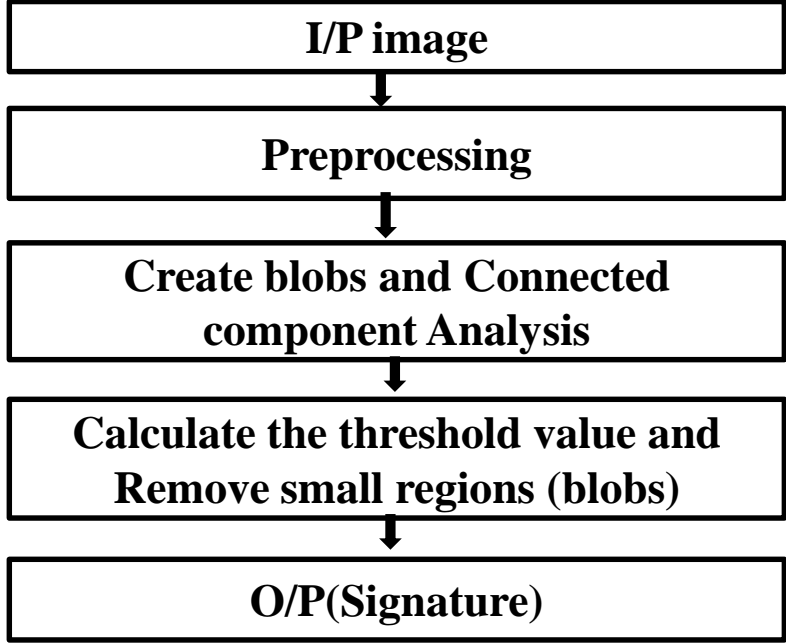 I/P image
Preprocessing
Create blobs and Connected
component Analysis
Calculate the threshold value and
Remove small regions (blobs)
O/P(Signature)